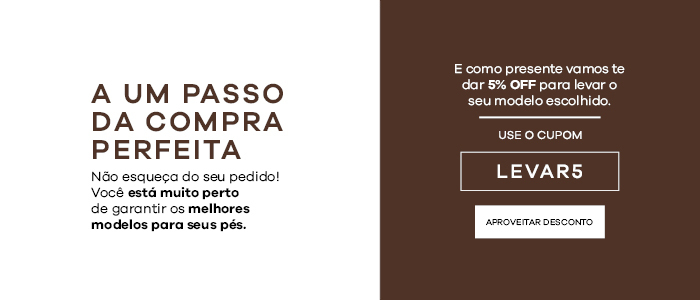 A UM PASSO
DA COMPRA
PERFEITA
Não esqueça do seu pedido!
Você está muito perto
de garantir os melhores
modelos para seus pés.
E como presente vamos te
dar 5% OFF para levar o
seu modelo escolhido.
USE O CUPOM
LEVAR5
APROVEITAR DESCONTO